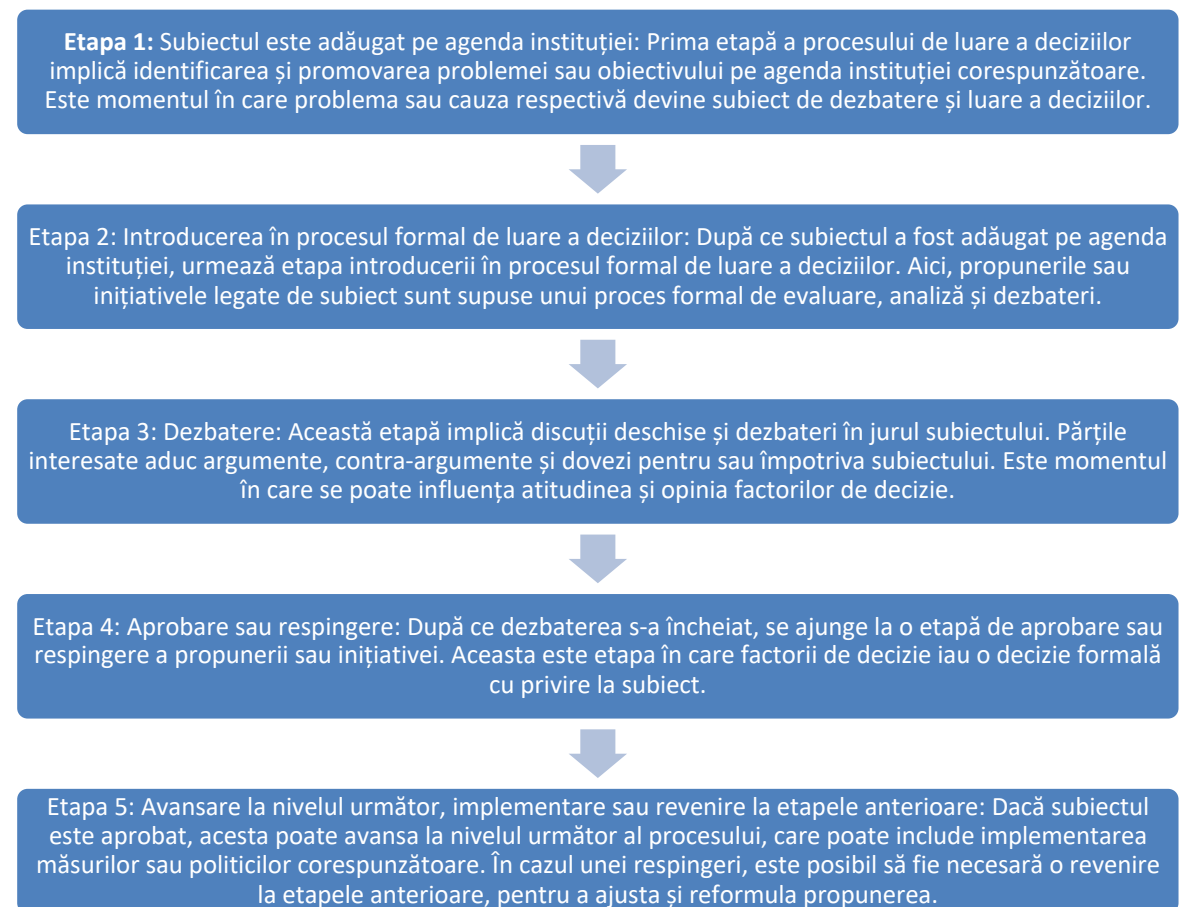 Etapa 1: Subiectul este adăugat pe agenda instituției: Prima etapă a procesului de luare a deciziilor
implică identificarea și promovarea problemei sau obiectivului pe agenda instituției corespunzătoare.
Este momentul în care problema sau cauza respectivă devine subiect de dezbatere și luare a deciziilor.
Etapa 2: Introducerea în procesul formal de luare a deciziilor: După ce subiectul a fost adăugat pe agenda
instituției, urmează etapa introducerii în procesul formal de luare a deciziilor. Aici, propunerile sau
inițiativele legate de subiect sunt supuse unui proces formal de evaluare, analiză și dezbateri.
Etapa 3: Dezbatere: Această etapă implică discuții deschise și dezbateri în jurul subiectului. Părțile
interesate aduc argumente, contra-argumente și dovezi pentru sau împotriva subiectului. Este momentul
în care se poate influența atitudinea și opinia factorilor de decizie.
Etapa 4: Aprobare sau respingere: După ce dezbaterea s-a încheiat, se ajunge la o etapă de aprobare sau
respingere a propunerii sau inițiativei. Aceasta este etapa în care factorii de decizie iau o decizie formală
cu privire la subiect.
Etapa 5: Avansare la nivelul următor, implementare sau revenire la etapele anterioare: Dacă subiectul
este aprobat, acesta poate avansa la nivelul următor al procesului, care poate include implementarea
măsurilor sau politicilor corespunzătoare. În cazul unei respingeri, este posibil să fie necesară o revenire
la etapele anterioare, pentru a ajusta și reformula propunerea.